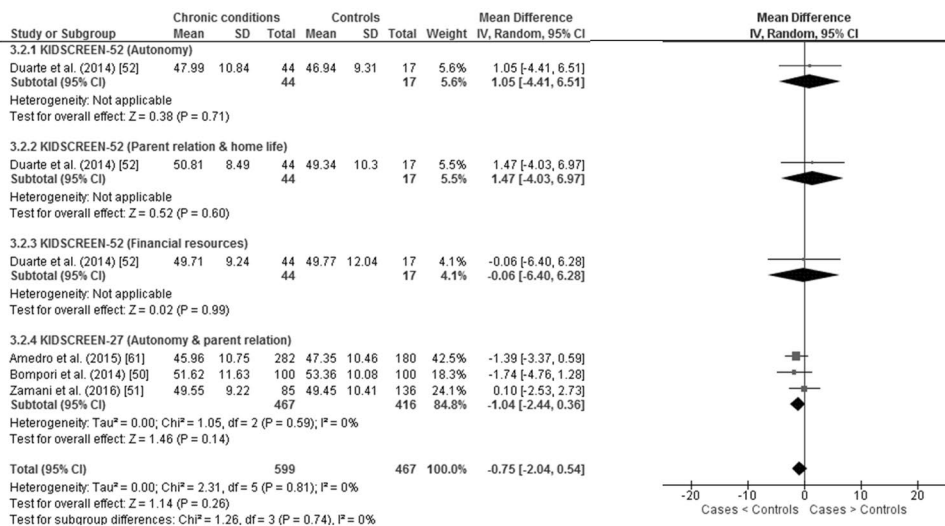 Chronic conditions Controls Mean Difference Mean Difference
Study or Subgroup Mean SD Total Mean SD Total Weight IV, Random, 95% CI IV, Random, 95% CI
3.2.1 KIDSCREEN-52 (Autonomy)
Duarte et al. (2014) [52] 47.99 10.84 44 46.94 9.31 17 5.6% 1.05 [-4.41, 6.51]
Subtotal (95% CI) 44 17 5.6% 1.05 [-4.41, 6.51]
Heterogeneity: Not applicable
Test for overall effect: Z = 0.38 (P = 0.71)
3.2.2 KIDSCREEN-52 (Parent relation & home life)
Duarte et al. (2014) [52] 50.81 8.49 44 49.34 10.3 17 5.5% 1.47 [-4.03, 6.97]
Subtotal (95% CI) 44 17 5.5% 1.47 [-4.03, 6.97]
Heterogeneity: Not applicable
Test for overall effect: Z = 0.52 (P = 0.60)
3.2.3 KIDSCREEN-52 (Financial resources)
Duarte et al. (2014) [52] 49.71 9.24 44 49.77 12.04 17 4.1% -0.06 [-6.40, 6.28]
Subtotal (95% CI) 44 17 4.1% -0.06 [-6.40, 6.28]
Heterogeneity: Not applicable
Test for overall effect: Z = 0.02 (P = 0.99)
3.2.4 KIDSCREEN-27 (Autonomy & parent relation)
Amedro et al. (2015) [61] 45.96 10.75 282 47.35 10.46 180 42.5% -1.39 [-3.37, 0.59]
Bompori et al. (2014) [50] 51.62 11.63 100 53.36 10.08 100 18.3% -1.74 [-4.76, 1.28]
Zamani et al. (2016) [51] 49.55 9.22 85 49.45 10.41 136 24.1% 0.10 [-2.53, 2.73]
Subtotal (95% CI) 467 416 84.8% -1.04 [-2.44, 0.36]
Heterogeneity: Tau² = 0.00; Chi² = 1.05, df = 2 (P = 0.59); I² = 0%
Test for overall effect: Z = 1.46 (P = 0.14)
Total (95% CI) 599 467 100.0% -0.75 [-2.04, 0.54]
Heterogeneity: Tau² = 0.00; Chi² = 2.31, df = 5 (P = 0.81); I² = 0%
Test for overall effect: Z = 1.14 (P = 0.26)
Test for subgroup differences: Chi² = 1.26, df = 3 (P = 0.74), I² = 0%
-20 -10 0 10 20
Cases < Controls Cases > Controls